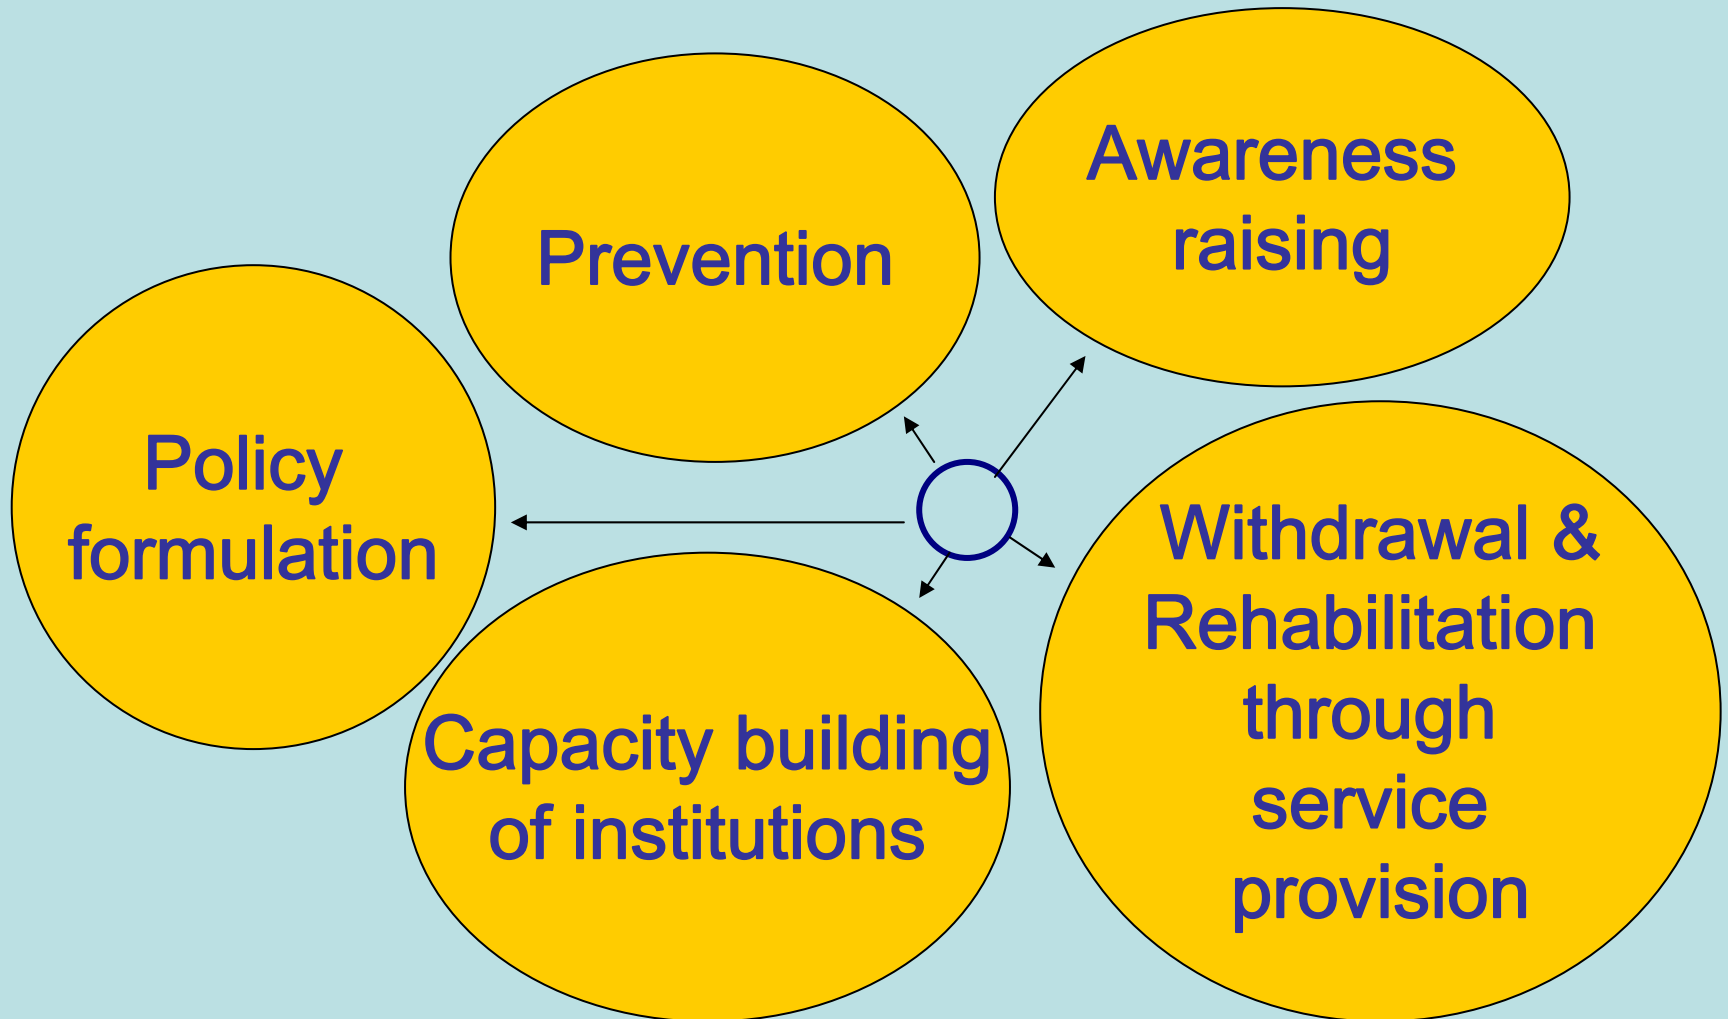 Prevention
Awareness
raising
Policy
formulation
Withdrawal &
Rehabilitation
through
service
provision
Capacity building
of institutions